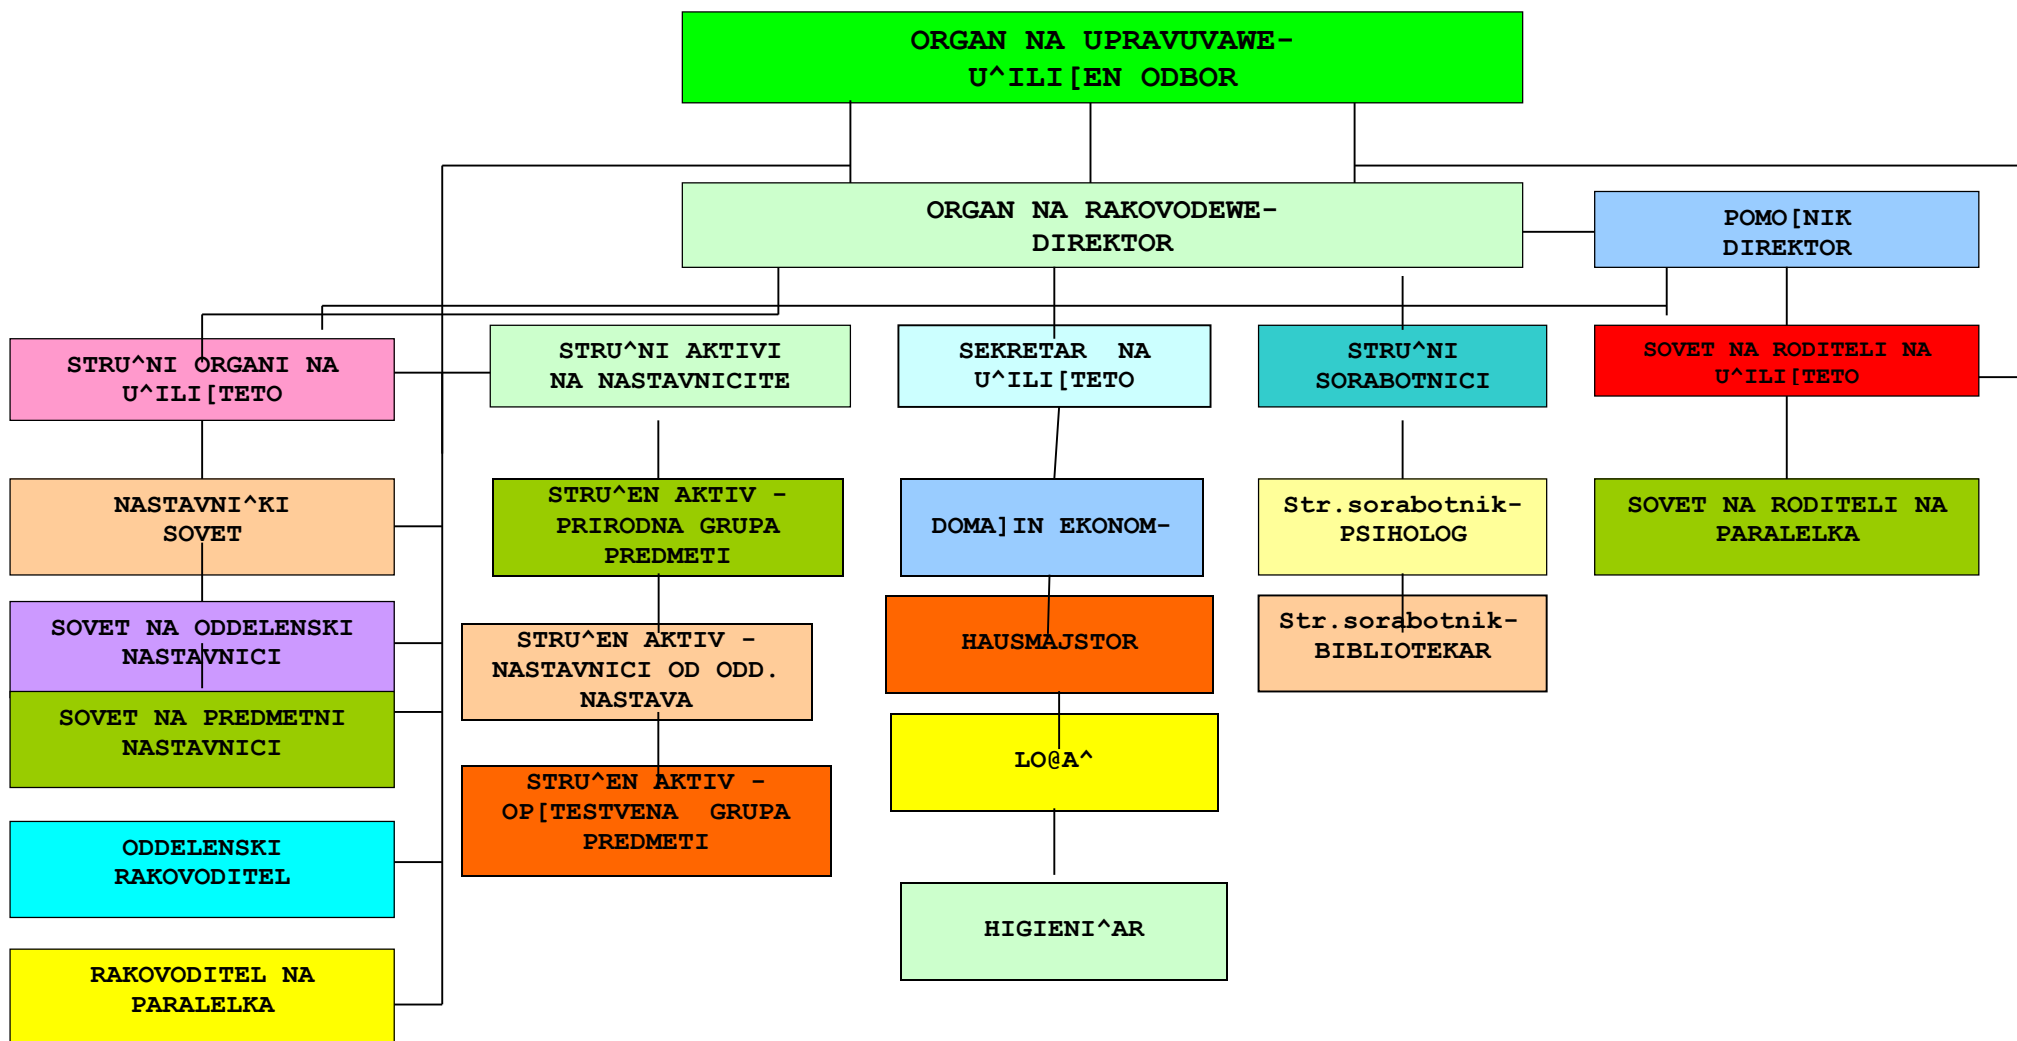 ORGAN NA UPRAVUVAWE-
U^ILI[EN ODBOR
ORGAN NA RAKOVODEWE-
DIREKTOR
POMO[NIK
DIREKTOR
STRU^NI ORGANI NA
U^ILI[TETO
STRU^NI AKTIVI
NA NASTAVNICITE
SEKRETAR NA
U^ILI[TETO
STRU^NI
SORABOTNICI
SOVET NA RODITELI NA
U^ILI[TETO
NASTAVNI^KI
SOVET
STRU^EN AKTIV -
PRIRODNA GRUPA
PREDMETI
DOMA]IN EKONOM-
Str.sorabotnik-
PSIHOLOG
SOVET NA RODITELI NA
PARALELKA
SOVET NA ODDELENSKI
NASTAVNICI
STRU^EN AKTIV -
NASTAVNICI OD ODD.
NASTAVA
HAUSMAJSTOR
Str.sorabotnik-
BIBLIOTEKAR
SOVET NA PREDMETNI
NASTAVNICI
STRU^EN AKTIV -
OP[TESTVENA GRUPA
PREDMETI
LO@A^
ODDELENSKI
RAKOVODITEL
HIGIENI^AR
RAKOVODITEL NA
PARALELKA